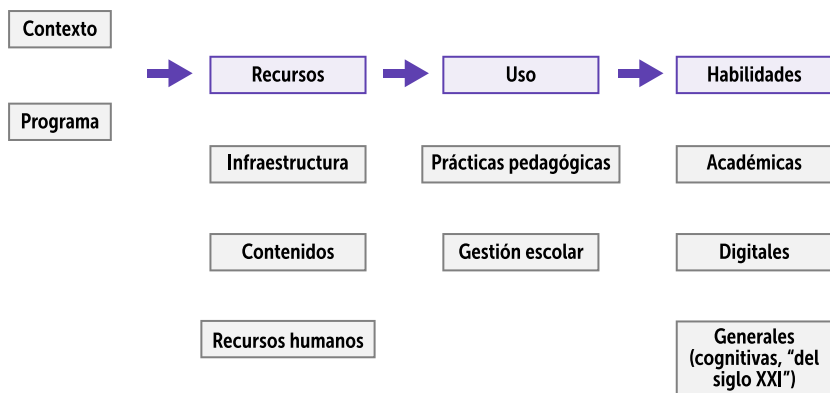 Contexto
Programa
Recursos
Infraestructura
Contenidos
Recursos humanos
Uso
Prácticas pedagógicas
Gestión escolar
Habilidades
Académicas
Digitales
Generales
(cognitivas, “del
siglo XXI”)